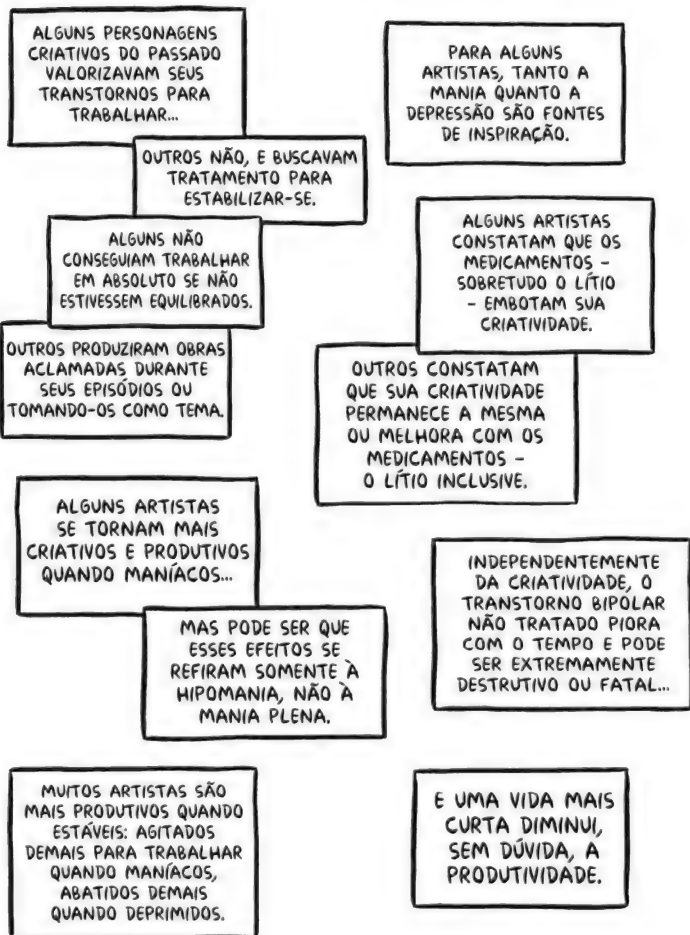 ALGUNS PERSONAGENS
CRIATIVOS DO PASSADO
VALORIZAVAM SEUS
TRANSTORNOS PARA
TRABALHAR...
OUTROS NÃO, E BUSCAVAM
TRATAMENTO PARA
ESTABILIZAR-SE.
ALGUNS NÃO
CONSEGUIAM TRABALHAR
EM ABSOLUTO SE NÃO
ESTIVESSEM EQUILIBRADOS.
OUTROS PRODUZIRAM OBRAS
ACLAMADAS DURANTE
SEUS EPISÓDIOS OU
TOMANDO-OS COMO TEMA.
PARA ALGUNS
ARTISTAS, TANTO A
MANIA QUANTO A
DEPRESSÃO SÃO FONTES
DE INSPIRAÇÃO.
ALGUNS ARTISTAS
CONSTATAM QUE OS
MEDICAMENTOS -
SOBRETUDO O LÍTIO
- EMBOTAM SUA
CRIATIVIDADE.
OUTROS CONSTATAM
QUE SUA CRIATIVIDADE
PERMANECE A MESMA
OU MELHORA COM OS
MEDICAMENTOS -
O LÍTIO INCLUSIVE.
ALGUNS ARTISTAS
SE TORNAM MAIS
CRIATIVOS E PRODUTIVOS
QUANDO MANÍACOS...
MAS PODE SER QUE
ESSES EFEITOS SE
REFIRAM SOMENTE À
HIPOMANIA, NÃO À
MANIA PLENA.
MUITOS ARTISTAS SÃO
MAIS PRODUTIVOS QUANDO
ESTÁVEIS: AGITADOS
DEMAIS PARA TRABALHAR
QUANDO MANÍACOS,
ABATIDOS DEMAIS
QUANDO DEPRIMIDOS.
INDEPENDENTEMENTE
DA CRIATIVIDADE, O
TRANSTORNO BIPOLAR
NÃO TRATADO PIORA
COM O TEMPO E PODE
SER EXTREMAMENTE
DESTRUTIVO OU FATAL...
E UMA VIDA MAIS
CURTA DIMINUI,
SEM DÚVIDA, A
PRODUTIVIDADE.